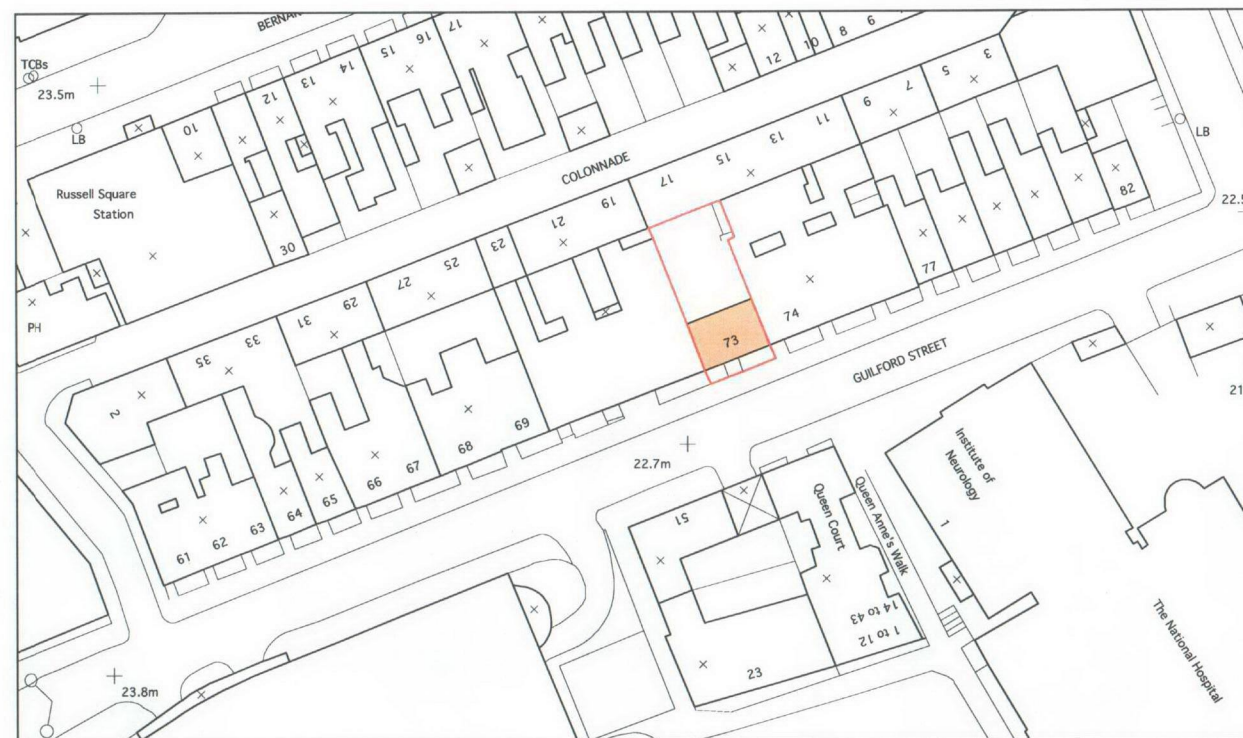 BERNAR
TCBs
23.5m
LB
10
12
13
14
15
16
17
12
10
8
6
Russell Square
Station
30
PH
COLONNADE
3
5
7
9
11
13
15
17
19
21
23
25
27
29
31
33
35
2
LB
22.5
82
77
74
73
GUILFORD STREET
21
61
62
63
64
65
66
67
68
69
22.7m
51
Queen Court
Queen Anne's Walk
14 to 43
1 to 12
23
Institute of
Neurology
1
The National Hospital
23.8m